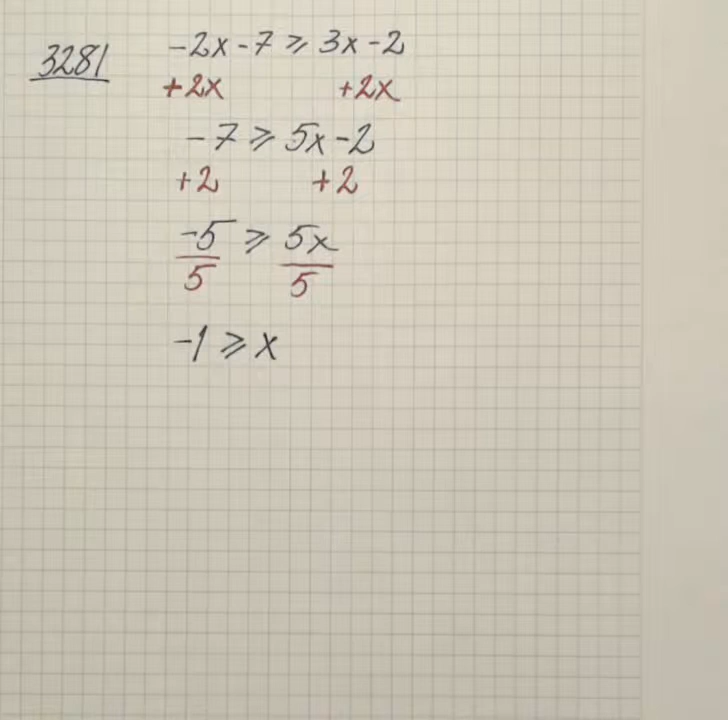 3281 -2x-7⩾3x-2
+2x +2x
-7⩾5x-2
+2 +2
-5⩾5x
5 5
-1⩾x